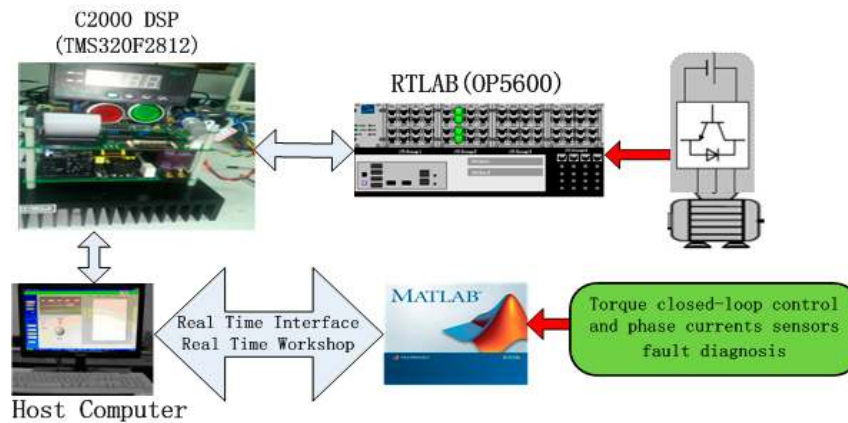 C2000 DSP
(TMS320F2812)
RTLAB(OP5600)
MATLAB
Real Time Interface
Real Time Workshop
Torque closed-loop control
and phase currents sensors
fault diagnosis
Host Computer